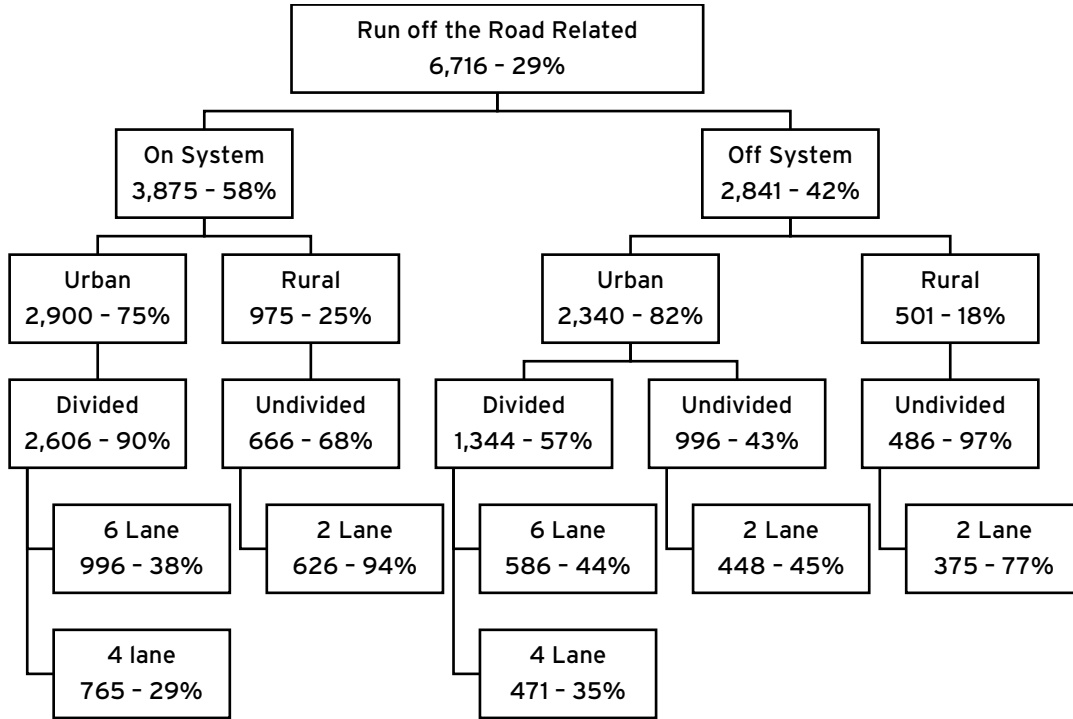 Run off the Road Related
6,716 – 29%
On System
3,875 – 58%
Off System
2,841 – 42%
Urban
2,900 – 75%
Rural
975 – 25%
Urban
2,340 – 82%
Rural
501 – 18%
Divided
2,606 – 90%
Undivided
666 – 68%
Divided
1,344 – 57%
Undivided
996 – 43%
Undivided
486 – 97%
6 Lane
996 – 38%
2 Lane
626 – 94%
6 Lane
586 – 44%
2 Lane
448 – 45%
2 Lane
375 – 77%
4 lane
765 – 29%
4 Lane
471 – 35%